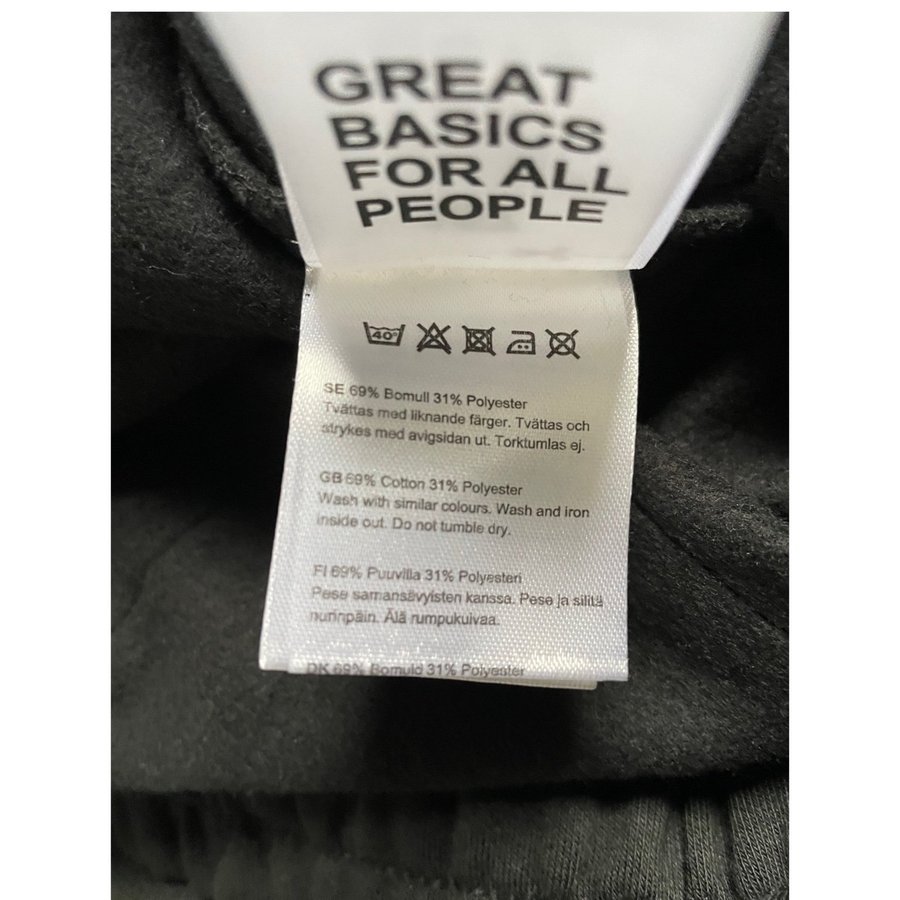 GREAT
BASICS
FOR ALL
PEOPLE
40°
SE 69% Bomull 31% Polyester
Tvättas med liknande färger. Tvättas och
strykes med avigsidan ut. Torktumlas ej.
GB 69% Cotton 31% Polyester
Wash with similar colours. Wash and iron
inside out. Do not tumble dry.
FI 69% Puuvilla 31% Polyesteri
Pese samansävyisten kanssa. Pese ja silitä
nurinpäin. Älä rumpukuivaa.
DK 69% Bomuld 31% Polyester